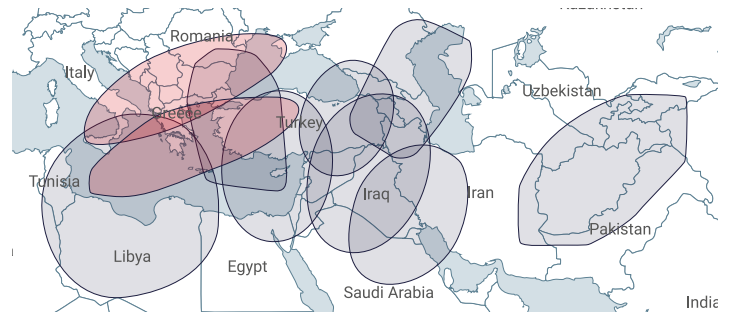 Romania
Italy
Uzbekistan
Greece
Turkey
Tunisia
Iraq
Iran
Pakistan
Libya
Egypt
Saudi Arabia
India